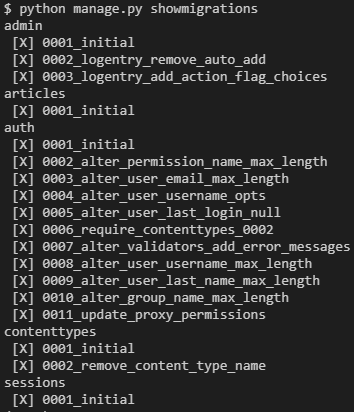 $ python manage.py showmigrations
admin
 [X] 0001_initial
 [X] 0002_logentry_remove_auto_add
 [X] 0003_logentry_add_action_flag_choices
articles
 [X] 0001_initial
auth
 [X] 0001_initial
 [X] 0002_alter_permission_name_max_length
 [X] 0003_alter_user_email_max_length
 [X] 0004_alter_user_username_opts
 [X] 0005_alter_user_last_login_null
 [X] 0006_require_contenttypes_0002
 [X] 0007_alter_validators_add_error_messages
 [X] 0008_alter_user_username_max_length
 [X] 0009_alter_user_last_name_max_length
 [X] 0010_alter_group_name_max_length
 [X] 0011_update_proxy_permissions
contenttypes
 [X] 0001_initial
 [X] 0002_remove_content_type_name
sessions
 [X] 0001_initial